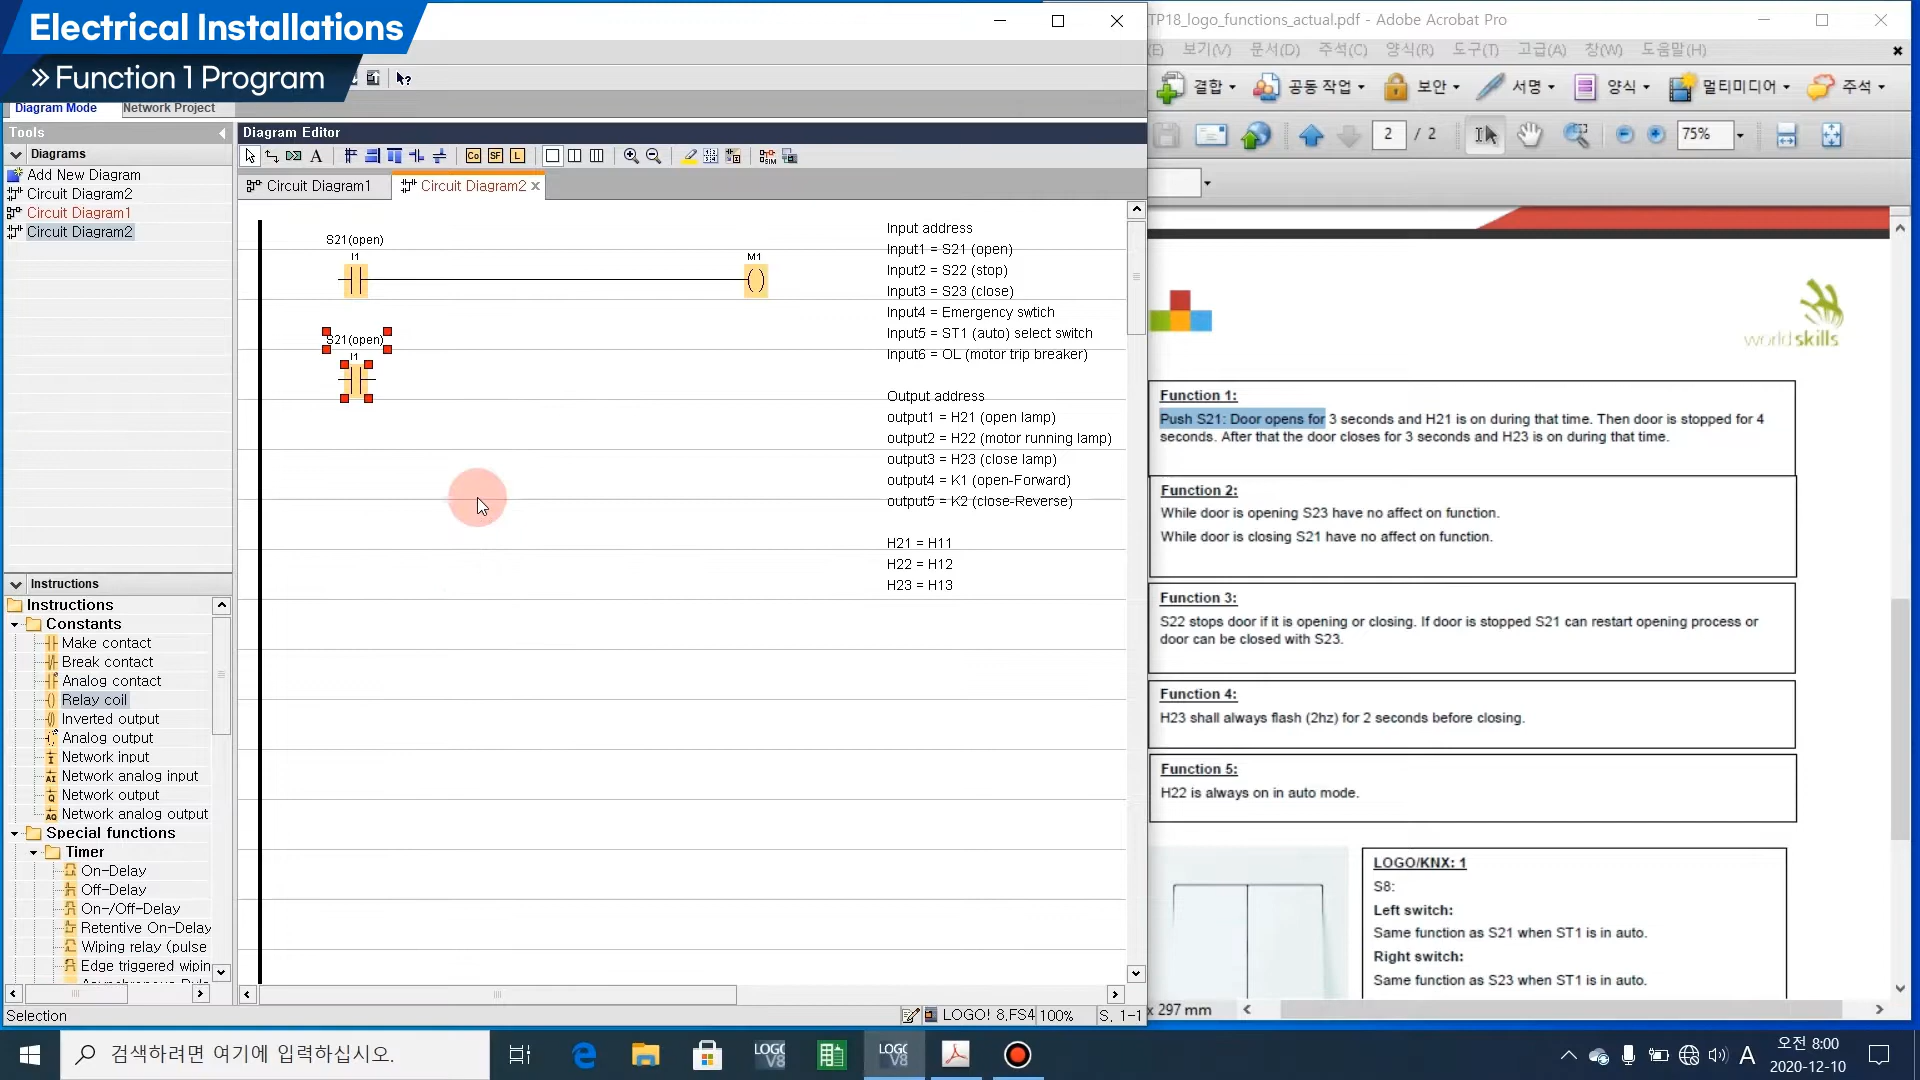 Electrical Installations
» Function 1 Program
Diagram Mode
Network Project
Tools
Diagrams
Add New Diagram
Circuit Diagram2
Circuit Diagram1
Circuit Diagram2
Instructions
Instructions
Constants
Make contact
Break contact
Analog contact
Relay coil
Inverted output
Analog output
Network input
Network analog input
Network output
Network analog output
Special functions
Timer
On-Delay
Off-Delay
On-/Off-Delay
Retentive On-Delay
Wiping relay (pulse
Edge triggered wipin
Selection
Diagram Editor
Circuit Diagram1
Circuit Diagram2
S21(open)
I1
M1
S21(open)
I1
Input address
Input1 = S21 (open)
Input2 = S22 (stop)
Input3 = S23 (close)
Input4 = Emergency swtich
Input5 = ST1 (auto) select switch
Input6 = OL (motor trip breaker)
Output address
output1 = H21 (open lamp)
output2 = H22 (motor running lamp)
output3 = H23 (close lamp)
output4 = K1 (open-Forward)
output5 = K2 (close-Reverse)
H21 = H11
H22 = H12
H23 = H13
LOGO! 8.FS4 100%
S. 1-1
TP18_logo_functions_actual.pdf - Adobe Acrobat Pro
(E) 보기(V) 문서(D) 주석(C) 양식(R) 도구(T) 고급(A) 창(W) 도움말(H)
결합 공동 작업 보안 서명 양식 멀티미디어 주석
2 / 2
75%
world skills
Function 1:
Push S21: Door opens for 3 seconds and H21 is on during that time. Then door is stopped for 4
seconds. After that the door closes for 3 seconds and H23 is on during that time.
Function 2:
While door is opening S23 have no affect on function.
While door is closing S21 have no affect on function.
Function 3:
S22 stops door if it is opening or closing. If door is stopped S21 can restart opening process or
door can be closed with S23.
Function 4:
H23 shall always flash (2hz) for 2 seconds before closing.
Function 5:
H22 is always on in auto mode.
LOGO/KNX: 1
S8:
Left switch:
Same function as S21 when ST1 is in auto.
Right switch:
Same function as S23 when ST1 is in auto.
x 297 mm
검색하려면 여기에 입력하십시오.
A
오전 8:00
2020-12-10